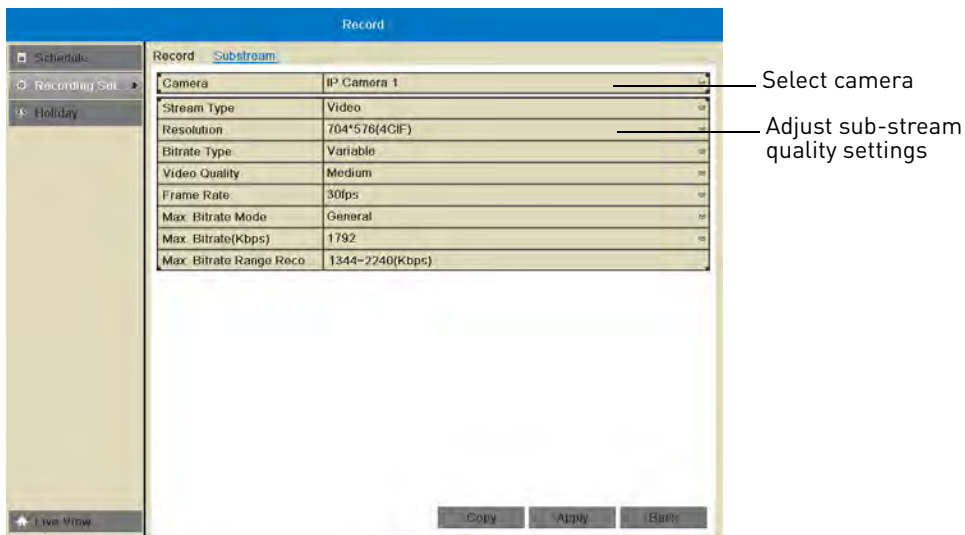 Record
Schedule
Recording Set.
Holiday
Record Substream
Camera IP Camera 1
Stream Type Video
Resolution 704*576(4CIF)
Bitrate Type Variable
Video Quality Medium
Frame Rate 30fps
Max. Bitrate Mode General
Max. Bitrate(Kbps) 1792
Max. Bitrate Range Reco 1344~2240(Kbps)
Select camera
Adjust sub-stream
quality settings
Live View
Copy Apply Back